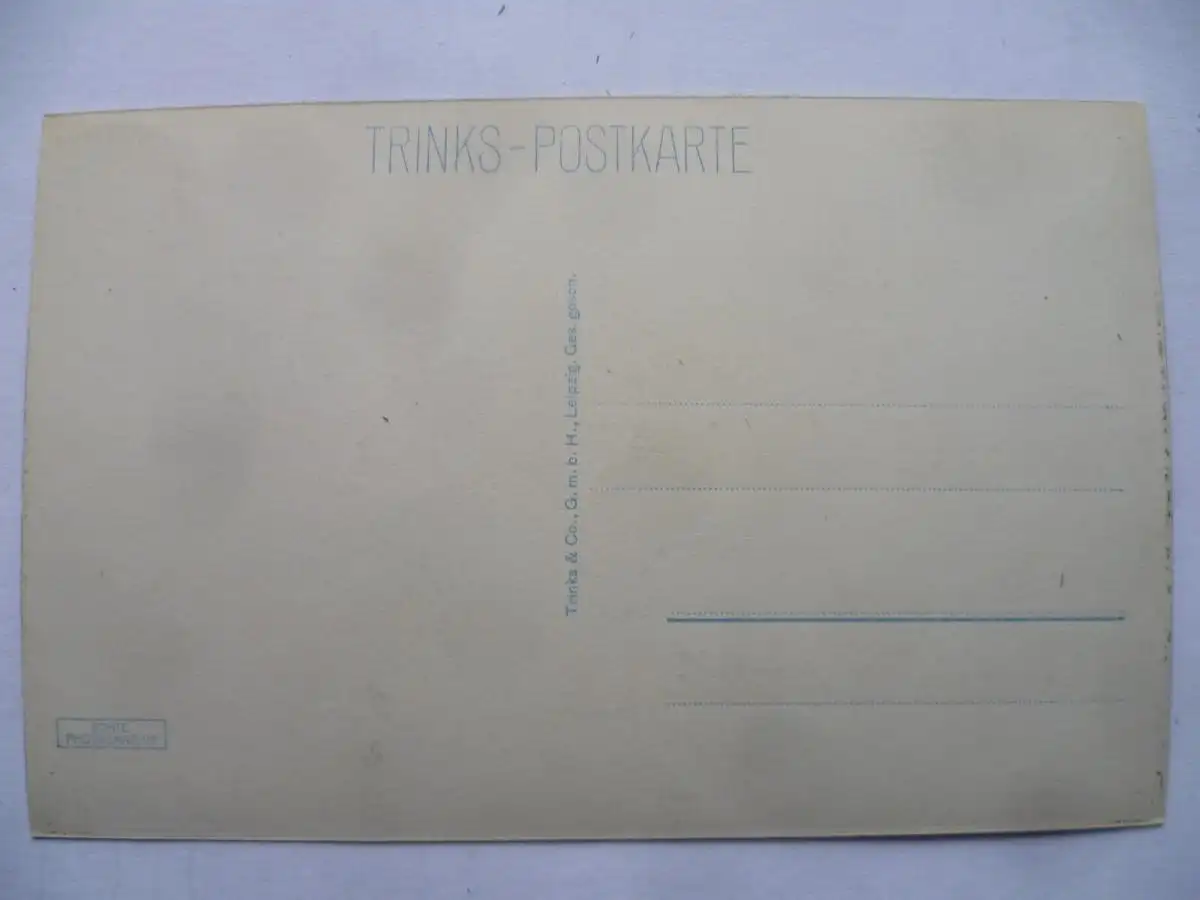 TRINKS-POSTKARTE
Trinks & Co., G. m. b. H., Leipzig. Ges. gesch.